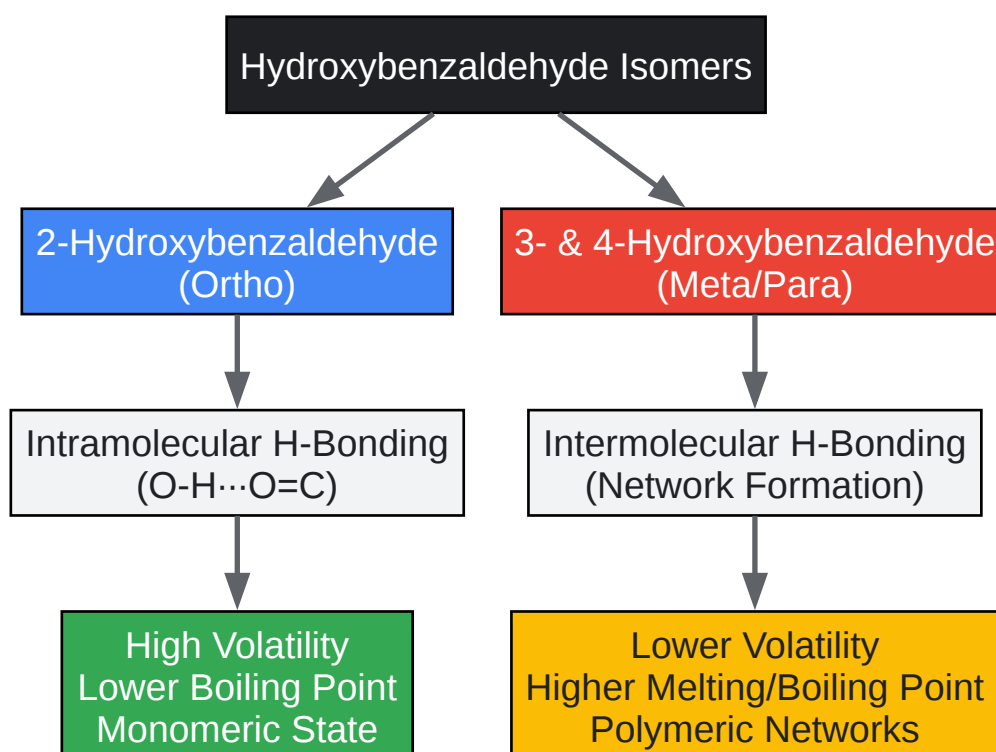 Hydroxybenzaldehyde Isomers
2-Hydroxybenzaldehyde
(Ortho)
3- & 4-Hydroxybenzaldehyde
(Meta/Para)
Intramolecular H-Bonding
(O-H···O=C)
Intermolecular H-Bonding
(Network Formation)
High Volatility
Lower Boiling Point
Monomeric State
Lower Volatility
Higher Melting/Boiling Point
Polymeric Networks